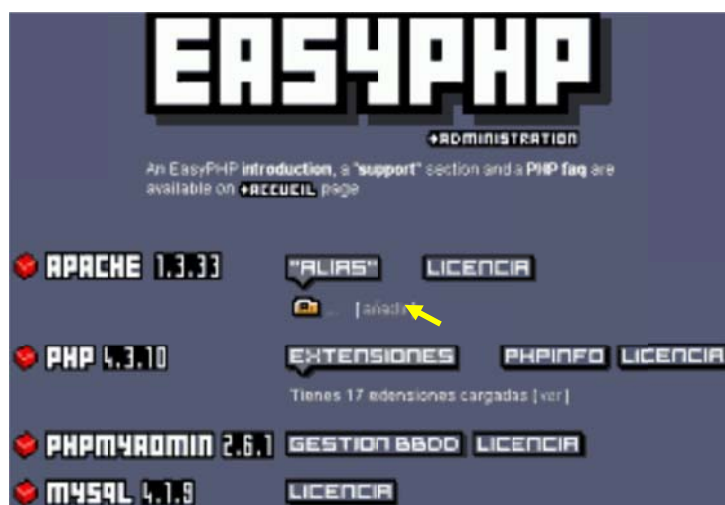 EASYPHP
+ADMINISTRATION
An EasyPHP introduction, a "support" section and a PHP faq are
available on +ACCUEIL page
APACHE 1.3.33 "ALIAS" LICENCIA
... [añadir]
PHP 4.3.10 EXTENSIONES PHPINFO LICENCIA
Tienes 17 edensiones cargadas [ver]
PHPMYADMIN 2.6.1 GESTION BBDD LICENCIA
MYSQL 4.1.9 LICENCIA